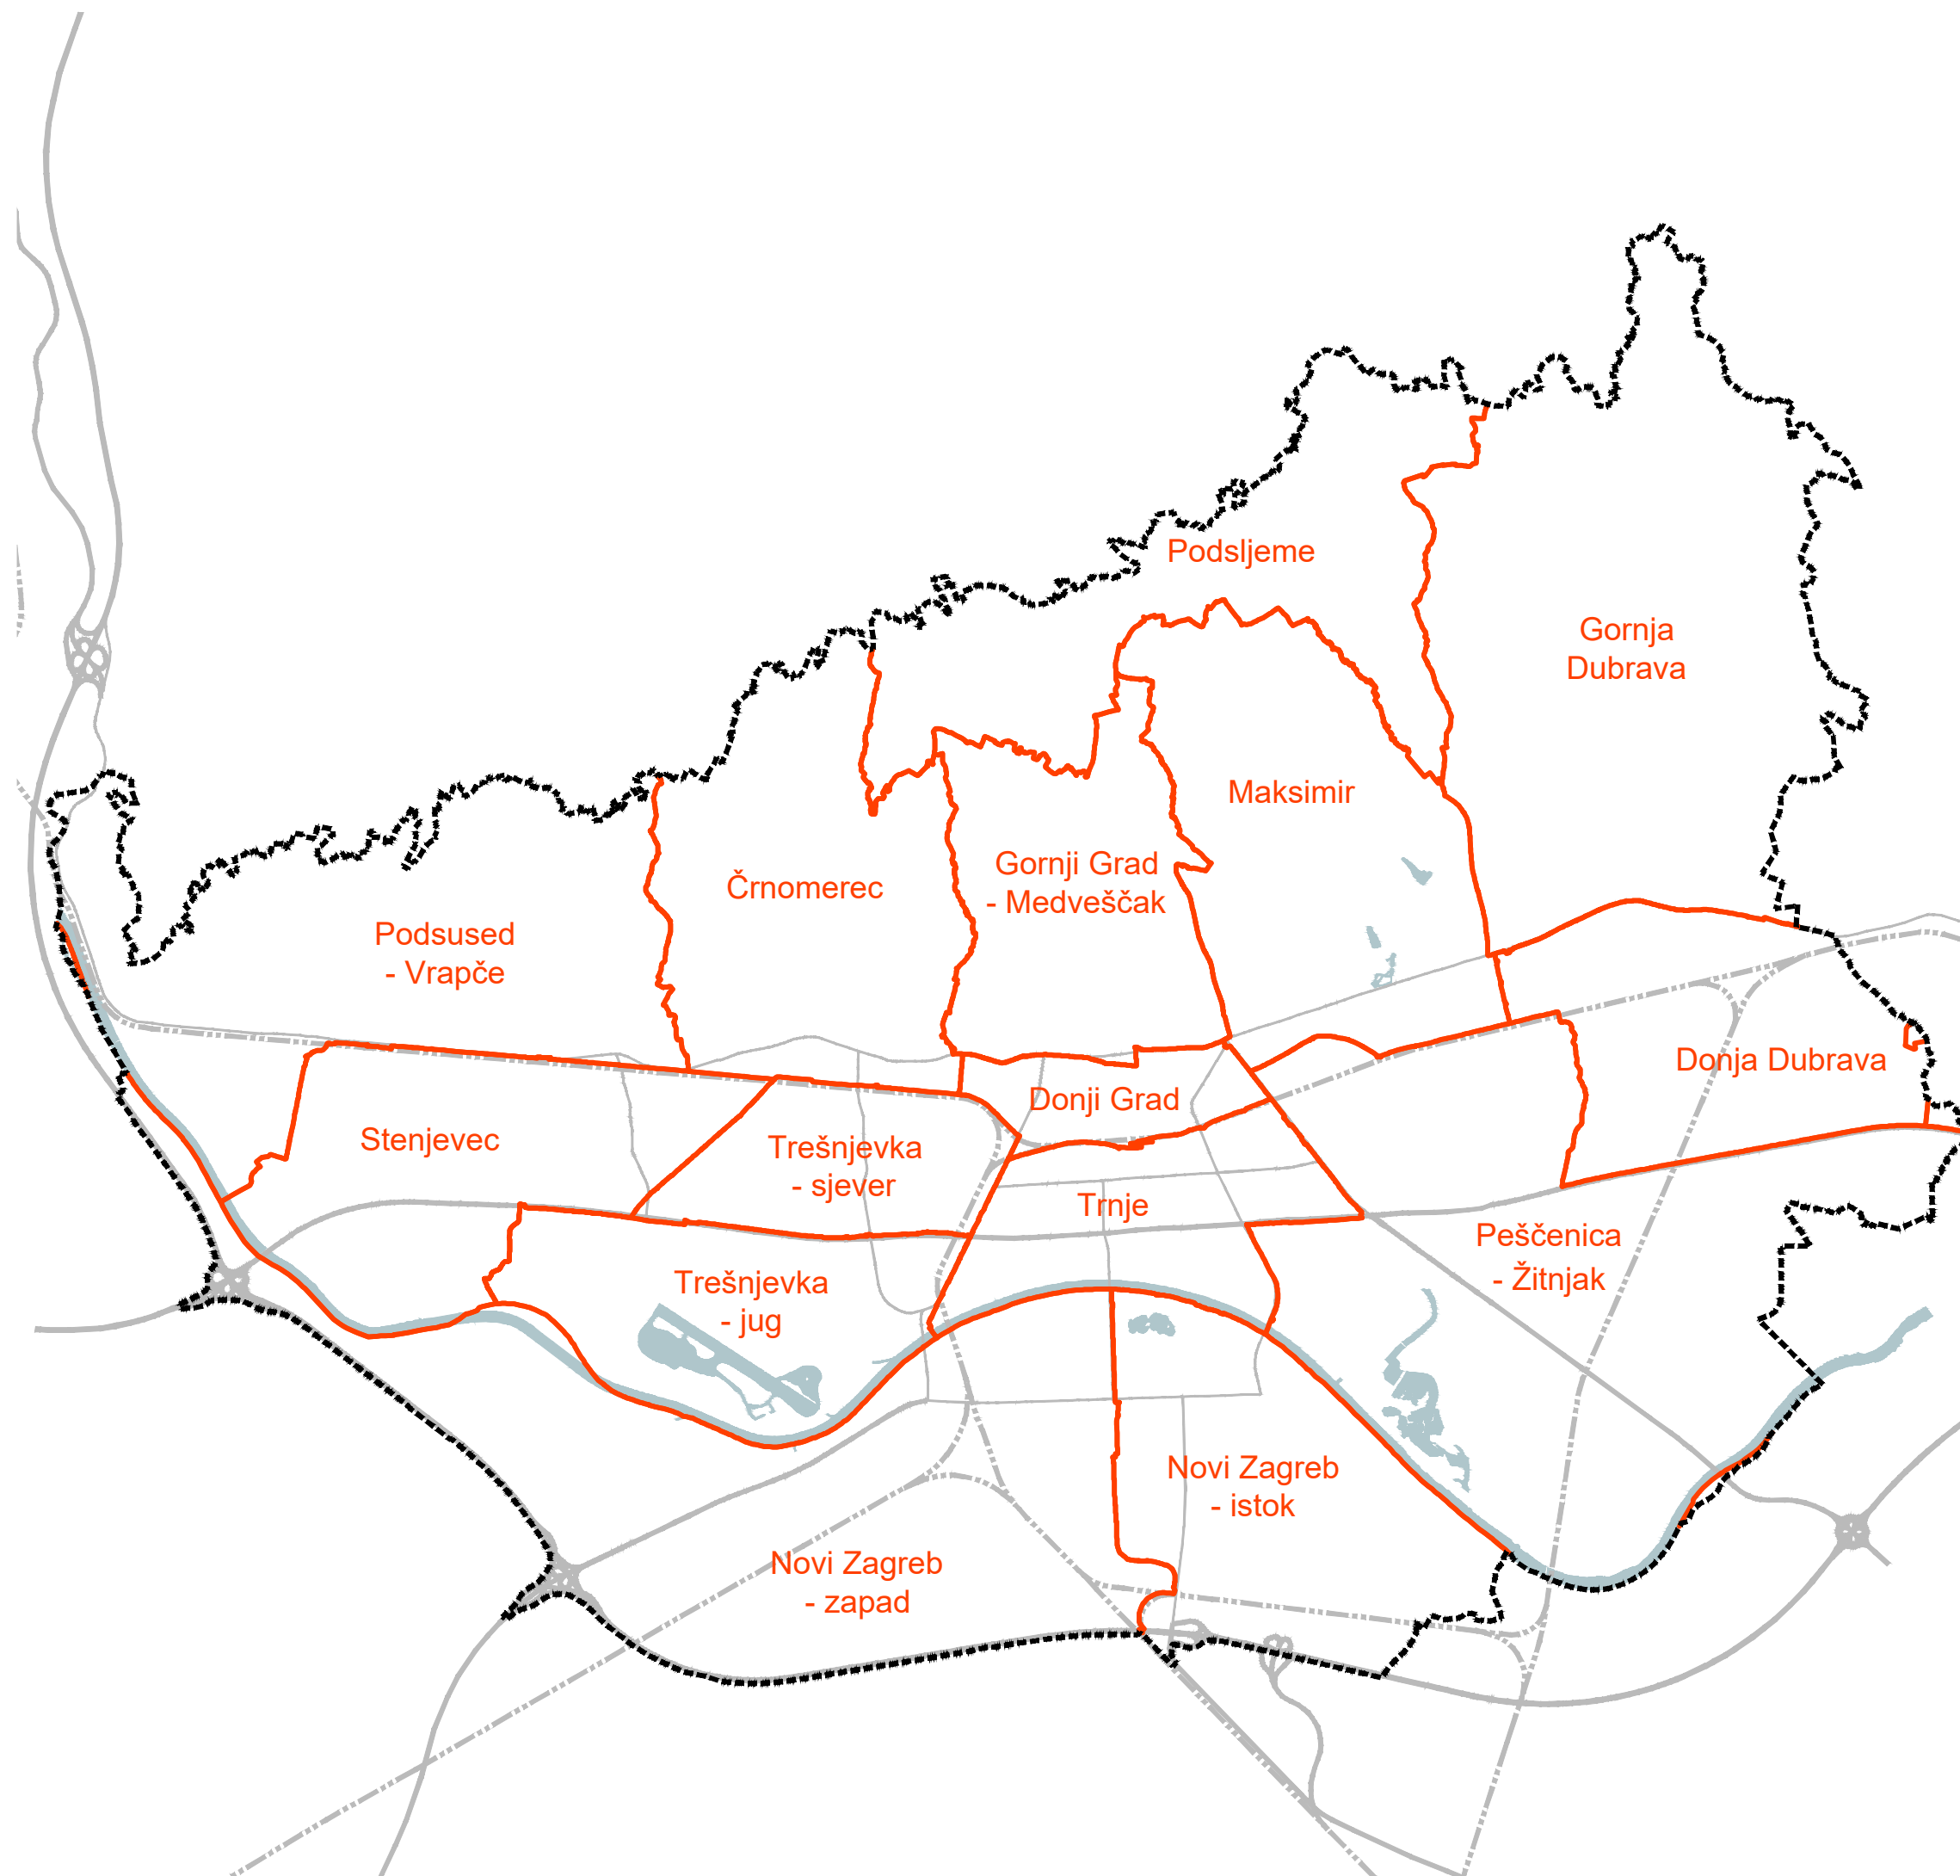 Podsljeme
Gornja
Dubrava
Maksimir
Gornji Grad
- Medveščak
Črnomerec
Podsused
- Vrapče
Donja Dubrava
Donji Grad
Stenjevec
Trešnjevka
- sjever
Trnje
Peščenica
- Žitnjak
Trešnjevka
- jug
Novi Zagreb
- istok
Novi Zagreb
- zapad